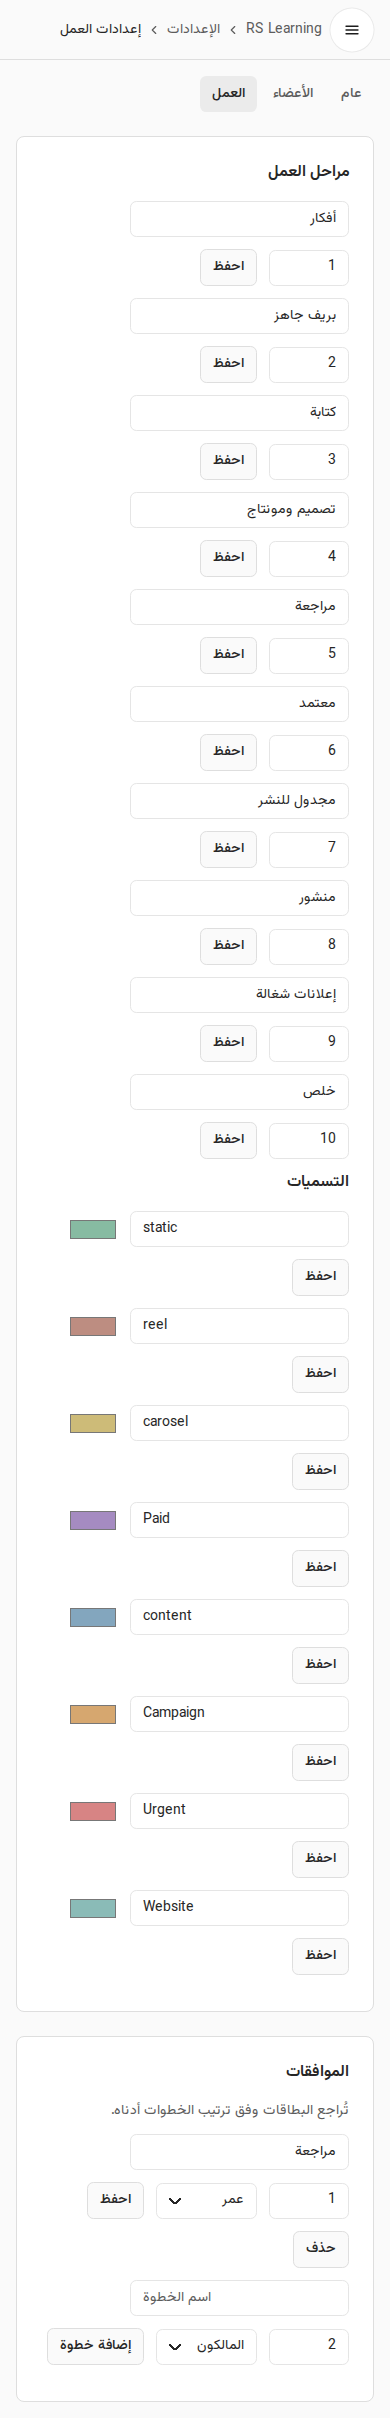 RS Learning › الإعدادات › إعدادات العمل
عام الأعضاء العمل
مراحل العمل
أفكار
1 احفظ
بريف جاهز
2 احفظ
كتابة
3 احفظ
تصميم ومونتاج
4 احفظ
مراجعة
5 احفظ
معتمد
6 احفظ
مجدول للنشر
7 احفظ
منشور
8 احفظ
إعلانات شغالة
9 احفظ
خلص
10 احفظ
التسميات
static
احفظ
reel
احفظ
carosel
احفظ
Paid
احفظ
content
احفظ
Campaign
احفظ
Urgent
احفظ
Website
احفظ
الموافقات
تُراجع البطاقات وفق ترتيب الخطوات أدناه.
مراجعة
1 عمر احفظ
حذف
اسم الخطوة
2 المالكون إضافة خطوة